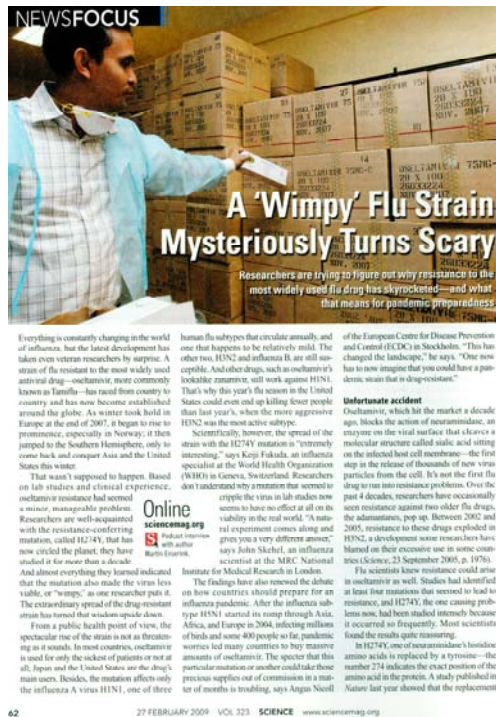 NEWSFOCUS
A 'Wimpy' Flu Strain
Mysteriously Turns Scary
Researchers are trying to figure out why resistance to the
most widely used flu drug has skyrocketed—and what
that means for pandemic preparedness
Everything is constantly changing in the world
of influenza, but the latest development has
taken even veteran researchers by surprise. A
strain of flu resistant to the most widely used
antiviral drug—oseltamivir, more commonly
known as Tamiflu—has raced from country to
country and has now become established
around the globe. As winter took hold in
Europe at the end of 2007, it began to rise to
prominence, especially in Norway; it then
jumped to the Southern Hemisphere, only to
come back and conquer Asia and the United
States this winter.
That wasn't supposed to happen. Based
on lab studies and clinical experience,
oseltamivir resistance had seemed
a minor, manageable problem.
Researchers are well-acquainted
with the resistance-conferring
mutation, called H274Y, that has
now circled the planet; they have
studied it for more than a decade.
And almost everything they learned indicated
that the mutation also made the virus less
viable, or "wimpy," as one researcher puts it.
The extraordinary spread of the drug-resistant
strain has turned that wisdom upside down.
From a public health point of view, the
spectacular rise of the strain is not as threaten-
ing as it sounds. In most countries, oseltamivir
is used for only the sickest of patients or not at
all; Japan and the United States are the drug's
main users. Besides, the mutation affects only
the influenza A virus H1N1, one of three
Online
sciencemag.org
Podcast interview
with author
Martin Enserink.
human flu subtypes that circulate annually, and
one that happens to be relatively mild. The
other two, H3N2 and influenza B, are still sus-
ceptible. And other drugs, such as oseltamivir's
lookalike zanamivir, still work against H1N1.
That's why this year's flu season in the United
States could even end up killing fewer people
than last year's, when the more aggressive
H3N2 was the most active subtype.
Scientifically, however, the spread of the
strain with the H274Y mutation is "extremely
interesting," says Keiji Fukuda, an influenza
specialist at the World Health Organization
(WHO) in Geneva, Switzerland. Researchers
don't understand why a mutation that seemed to
cripple the virus in lab studies now
seems to have no effect at all on its
viability in the real world. "A natu-
ral experiment comes along and
gives you a very different answer,"
says John Skehel, an influenza
scientist at the MRC National
Institute for Medical Research in London.
The findings have also renewed the debate
on how countries should prepare for an
influenza pandemic. After the influenza sub-
type H5N1 started its romp through Asia,
Africa, and Europe in 2004, infecting millions
of birds and some 400 people so far, pandemic
worries led many countries to buy massive
amounts of oseltamivir. The specter that this
particular mutation or another could take those
precious supplies out of commission in a mat-
ter of months is troubling, says Angus Nicoll
of the European Centre for Disease Prevention
and Control (ECDC) in Stockholm. "This has
changed the landscape," he says. "One now
has to now imagine that you could have a pan-
demic strain that is drug-resistant."
Unfortunate accident
Oseltamivir, which hit the market a decade
ago, blocks the action of neuraminidase, an
enzyme on the viral surface that cleaves a
molecular structure called sialic acid sitting
on the infected host cell membrane—the first
step in the release of thousands of new virus
particles from the cell. It's not the first flu
drug to run into resistance problems. Over the
past 4 decades, researchers have occasionally
seen resistance against two older flu drugs,
the adamantanes, pop up. Between 2002 and
2005, resistance to these drugs exploded in
H3N2, a development some researchers have
blamed on their excessive use in some coun-
tries (Science, 23 September 2005, p. 1976).
Flu scientists knew resistance could arise
in oseltamivir as well. Studies had identified
at least four mutations that seemed to lead to
resistance, and H274Y, the one causing prob-
lems now, had been studied intensely because
it occurred so frequently. Most scientists
found the results quite reassuring.
In H274Y, one of neuraminidase's histidine
amino acids is replaced by a tyrosine—the
number 274 indicates the exact position of the
amino acid in the protein. A study published in
Nature last year showed that the replacement
62
27 FEBRUARY 2009 VOL 323 SCIENCE www.sciencemag.org